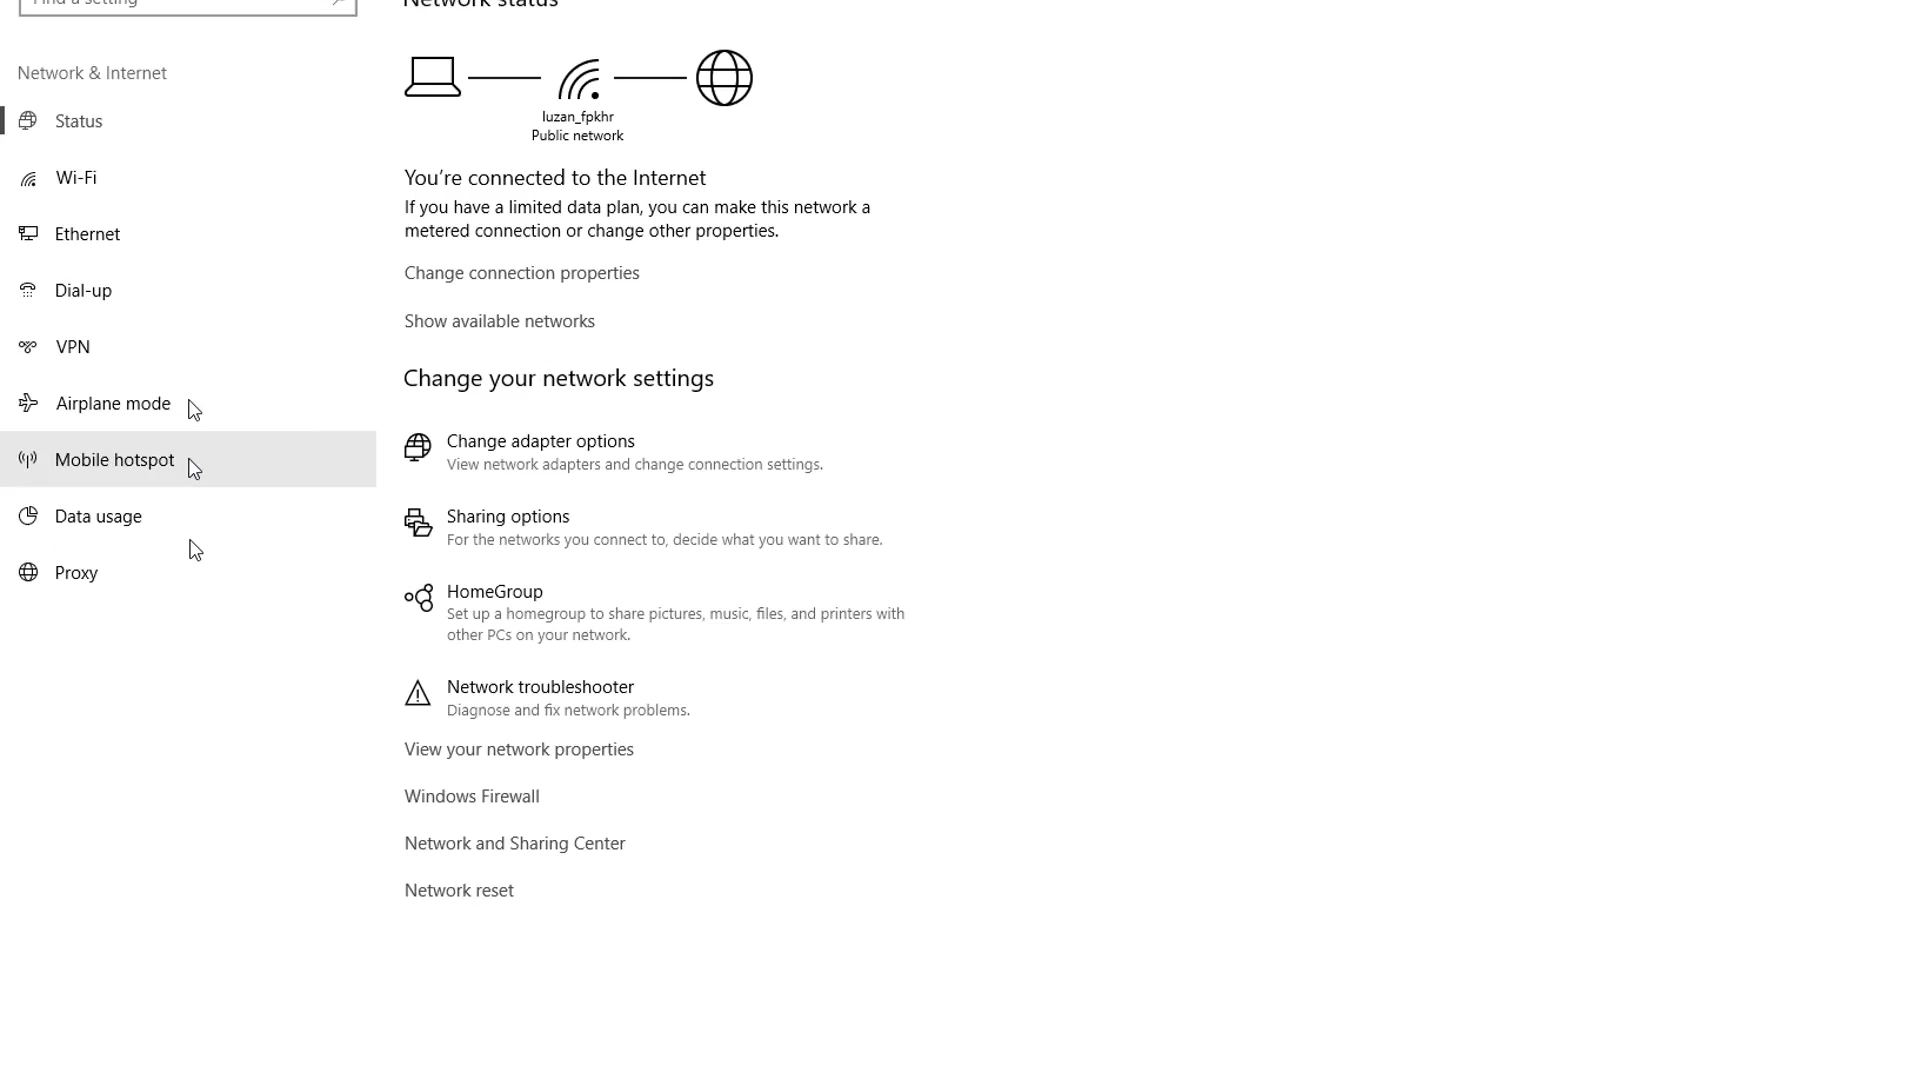 Find a setting
Network status
Network & Internet
Status
Wi-Fi
Ethernet
Dial-up
VPN
Airplane mode
Mobile hotspot
Data usage
Proxy
luzan_fpkhr
Public network
You're connected to the Internet
If you have a limited data plan, you can make this network a
metered connection or change other properties.
Change connection properties
Show available networks
Change your network settings
Change adapter options
View network adapters and change connection settings.
Sharing options
For the networks you connect to, decide what you want to share.
HomeGroup
Set up a homegroup to share pictures, music, files, and printers with
other PCs on your network.
Network troubleshooter
Diagnose and fix network problems.
View your network properties
Windows Firewall
Network and Sharing Center
Network reset